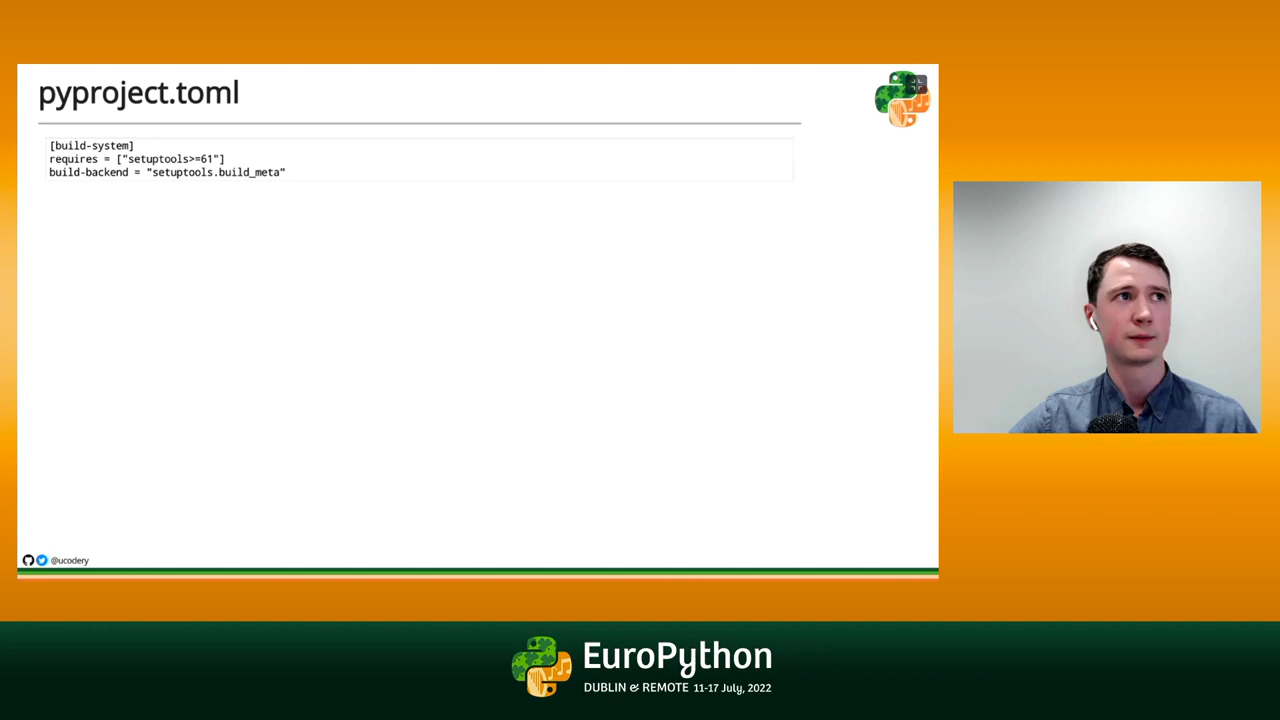 pyproject.toml
[build-system]
requires = ["setuptools>=61"]
build-backend = "setuptools.build_meta"
@ucodery
EuroPython
DUBLIN & REMOTE 11-17 July, 2022